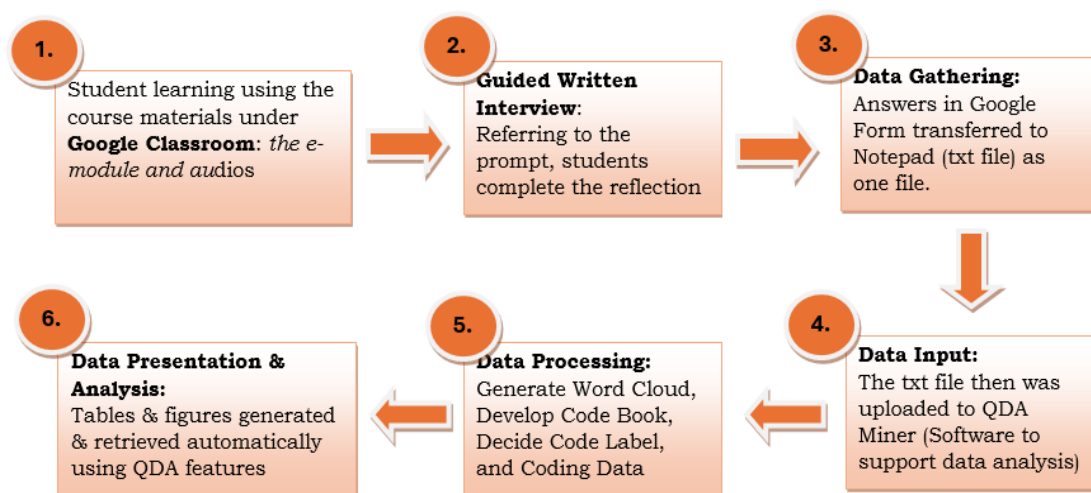 1.
Student learning using the
course materials under
Google Classroom: the e-
module and audios
2.
Guided Written
Interview:
Referring to the
prompt, students
complete the reflection
3.
Data Gathering:
Answers in Google
Form transferred to
Notepad (txt file) as
one file.
4.
Data Input:
The txt file then was
uploaded to QDA
Miner (Software to
support data analysis)
5.
Data Processing:
Generate Word Cloud,
Develop Code Book,
Decide Code Label,
and Coding Data
6.
Data Presentation &
Analysis:
Tables & figures generated
& retrieved automatically
using QDA features